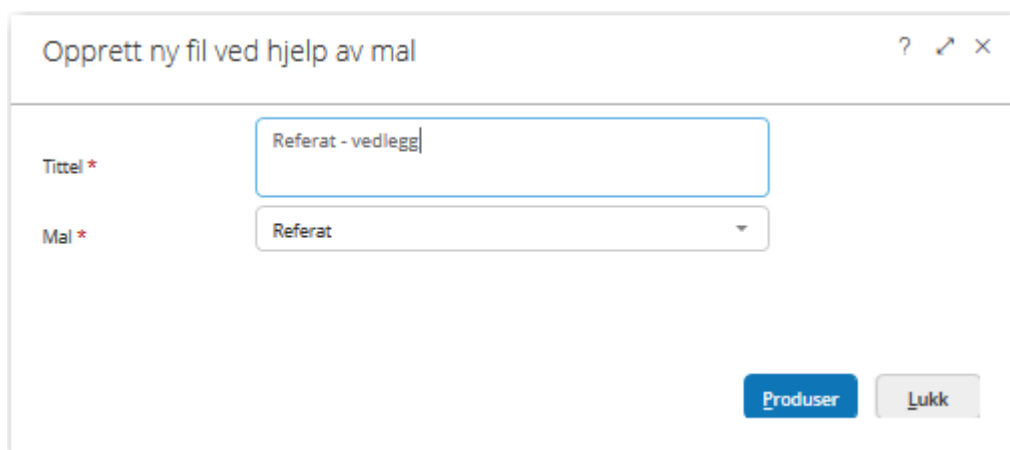 Opprett ny fil ved hjelp av mal
?
Tittel *
Referat - vedlegg
Mal *
Referat
Produser
Lukk